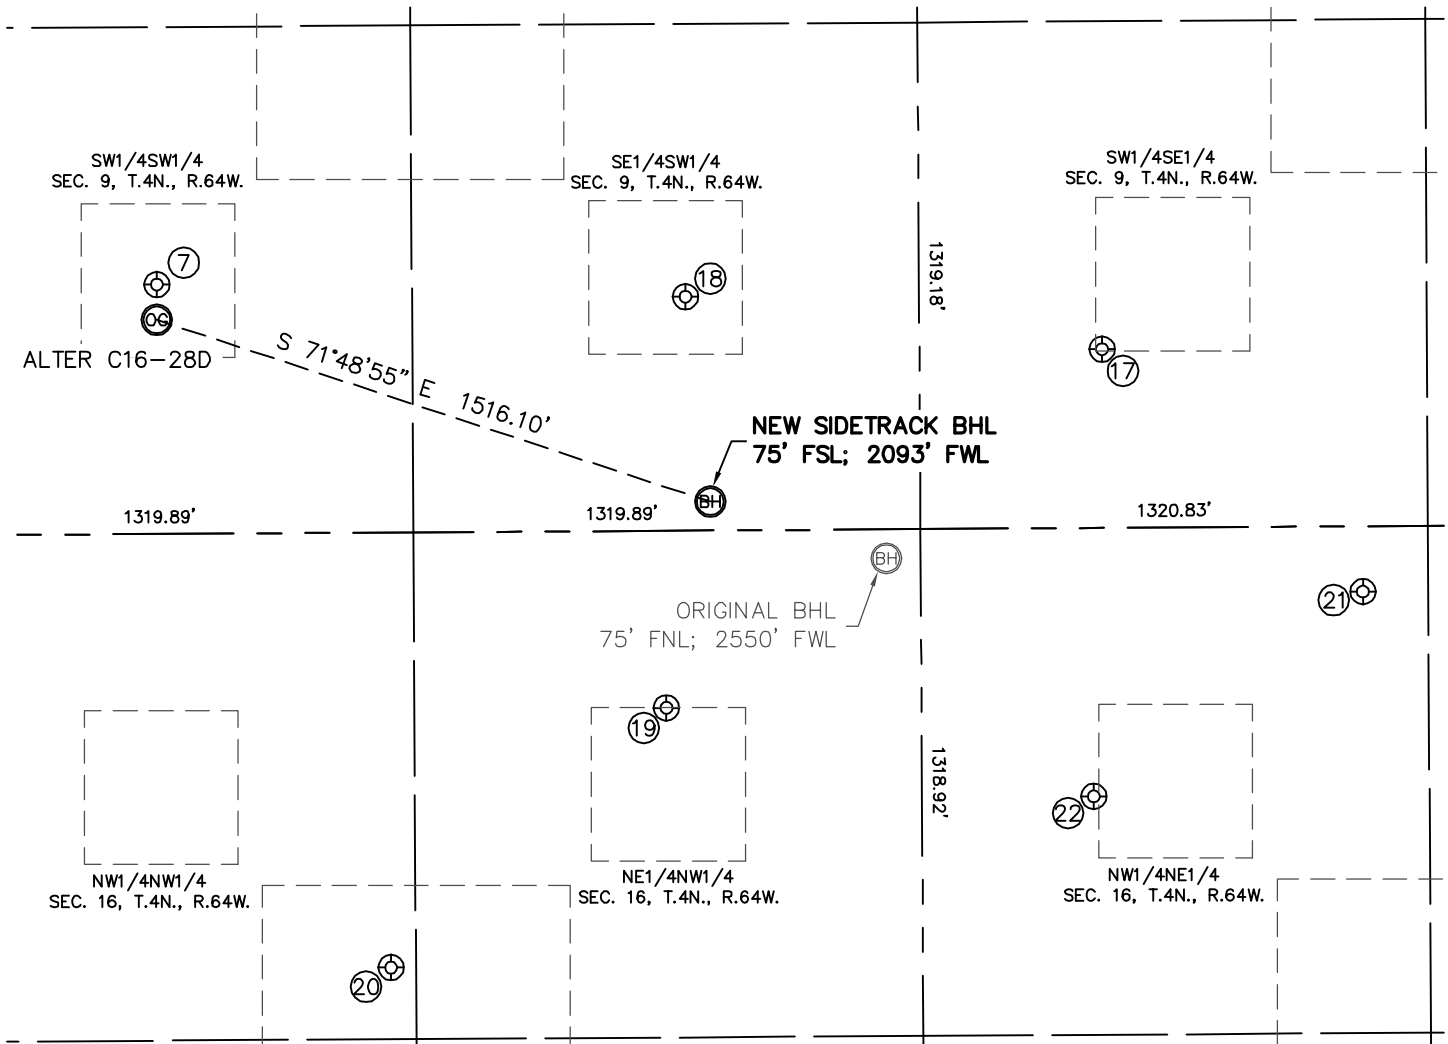 SW1/4SW1/4
SEC. 9, T.4N., R.64W.
SE1/4SW1/4
SEC. 9, T.4N., R.64W.
SW1/4SE1/4
SEC. 9, T.4N., R.64W.
7
18
17
1319.18'
OG
ALTER C16-28D
S 71°48'55" E 1516.10'
NEW SIDETRACK BHL
75' FSL; 2093' FWL
BH
1319.89'
1319.89'
1320.83'
BH
ORIGINAL BHL
75' FNL; 2550' FWL
21
19
1318.92'
22
NW1/4NW1/4
SEC. 16, T.4N., R.64W.
NE1/4NW1/4
SEC. 16, T.4N., R.64W.
NW1/4NE1/4
SEC. 16, T.4N., R.64W.
20